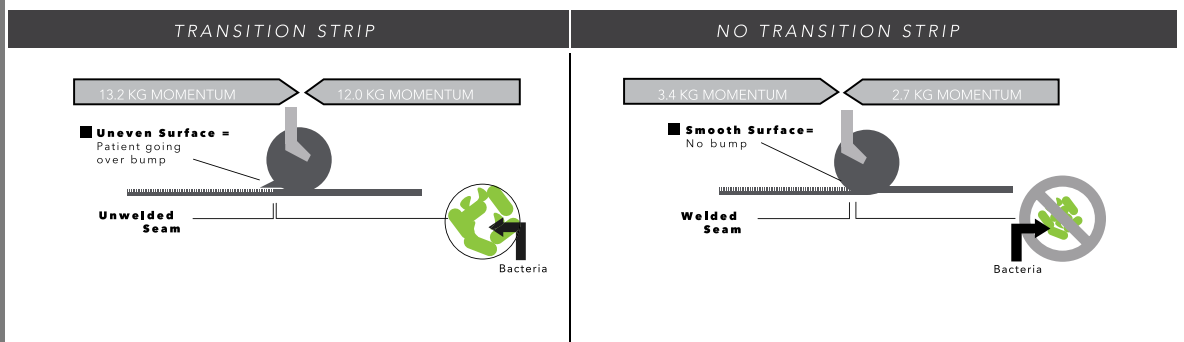 TRANSITION STRIP
13.2 KG MOMENTUM
12.0 KG MOMENTUM
Uneven Surface =
Patient going
over bump
Unwelded
Seam
Bacteria
NO TRANSITION STRIP
3.4 KG MOMENTUM
2.7 KG MOMENTUM
Smooth Surface=
No bump
Welded
Seam
Bacteria